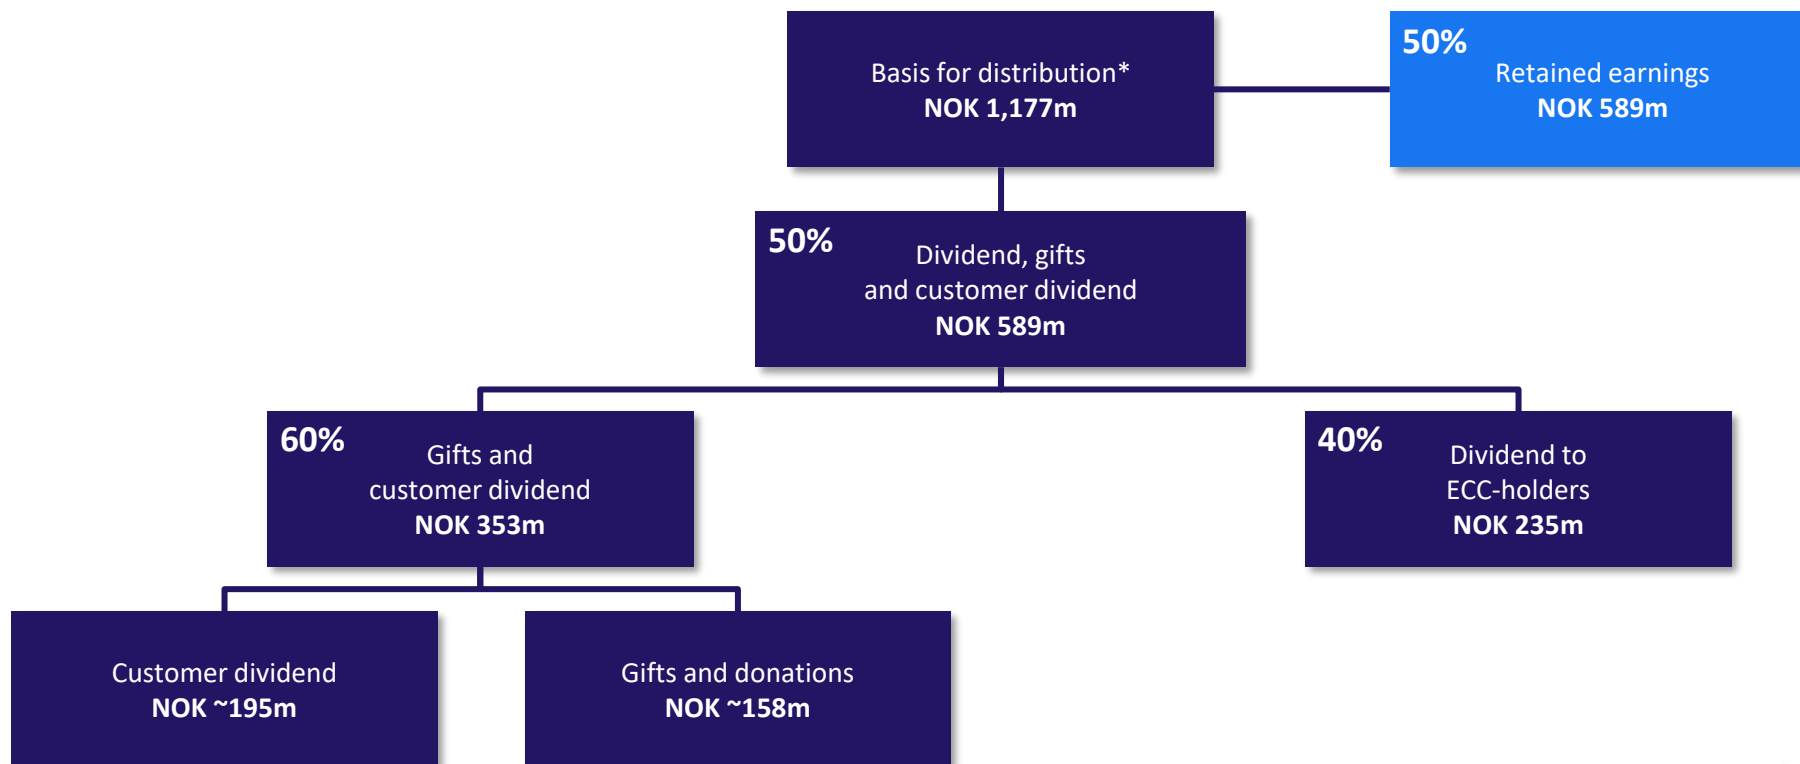 Basis for distribution*
NOK 1,177m
50%
Retained earnings
NOK 589m
50%
Dividend, gifts
and customer dividend
NOK 589m
60%
Gifts and
customer dividend
NOK 353m
40%
Dividend to
ECC-holders
NOK 235m
Customer dividend
NOK ~195m
Gifts and donations
NOK ~158m